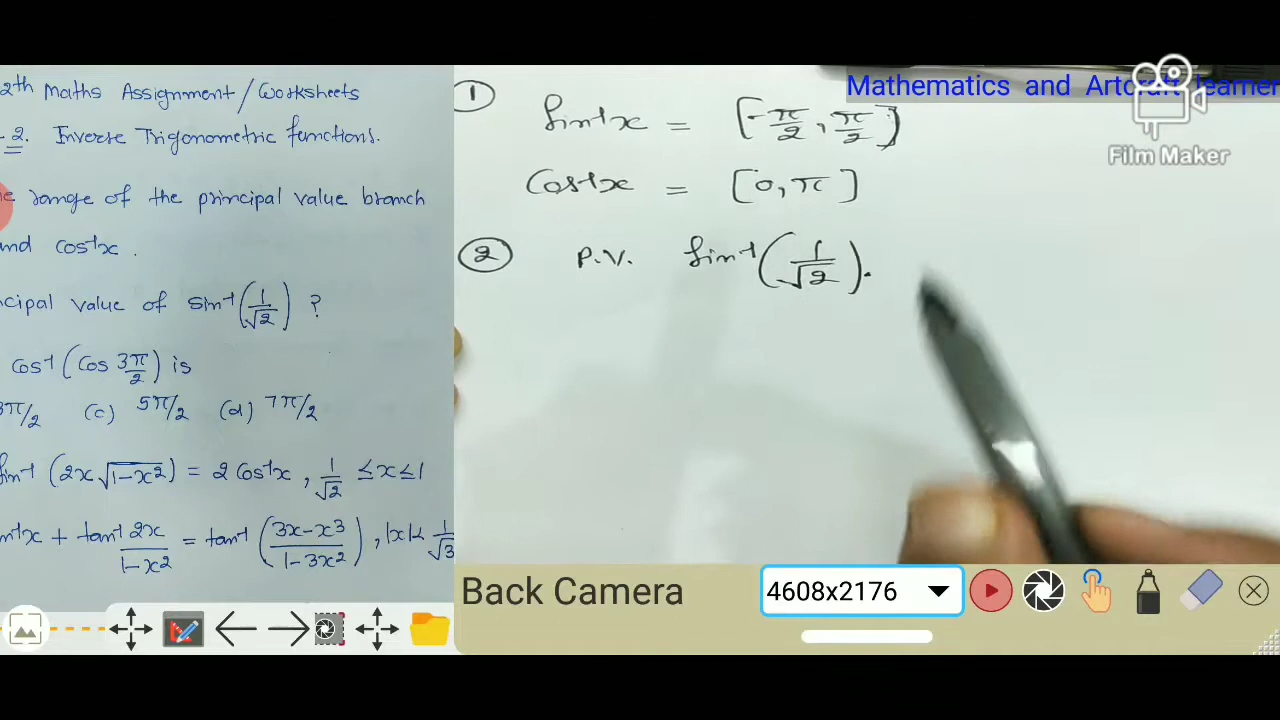 2th Maths Assignment/Worksheets
- 2. Inverse Trigonometric functions.
he range of the principal value branch
and cos⁻¹x.
ncipal value of sin⁻¹(1/√2) ?
cos⁻¹(cos 3π/2) is
3π/2 (c) 5π/2 (d) 7π/2
sin⁻¹ (2x√1-x²) = 2 cos⁻¹x, 1/√2 ≤x≤1
n⁻¹x + tan⁻¹ 2x/1-x² = tan⁻¹ (3x-x3/1-3x²), |x|< 1/√3
Mathematics and Artcraft learner
Film Maker
① Sin⁻¹x = [-π/2, π/2]
Cos⁻¹x = [0, π]
② P.V. Sin⁻¹(1/√2).
Back Camera
4608x2176